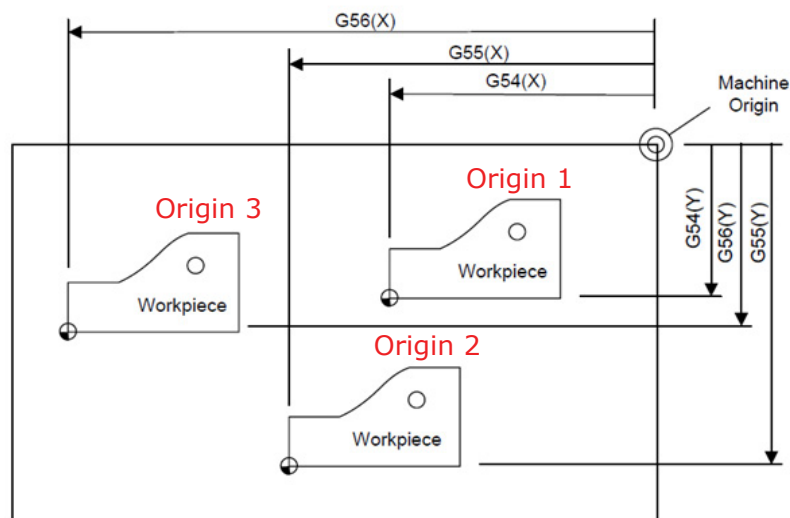 G56(X)
G55(X)
G54(X)
Machine
Origin
Origin 1
Origin 3
G54(Y)
G56(Y)
G55(Y)
Workpiece
Workpiece
Origin 2
Workpiece